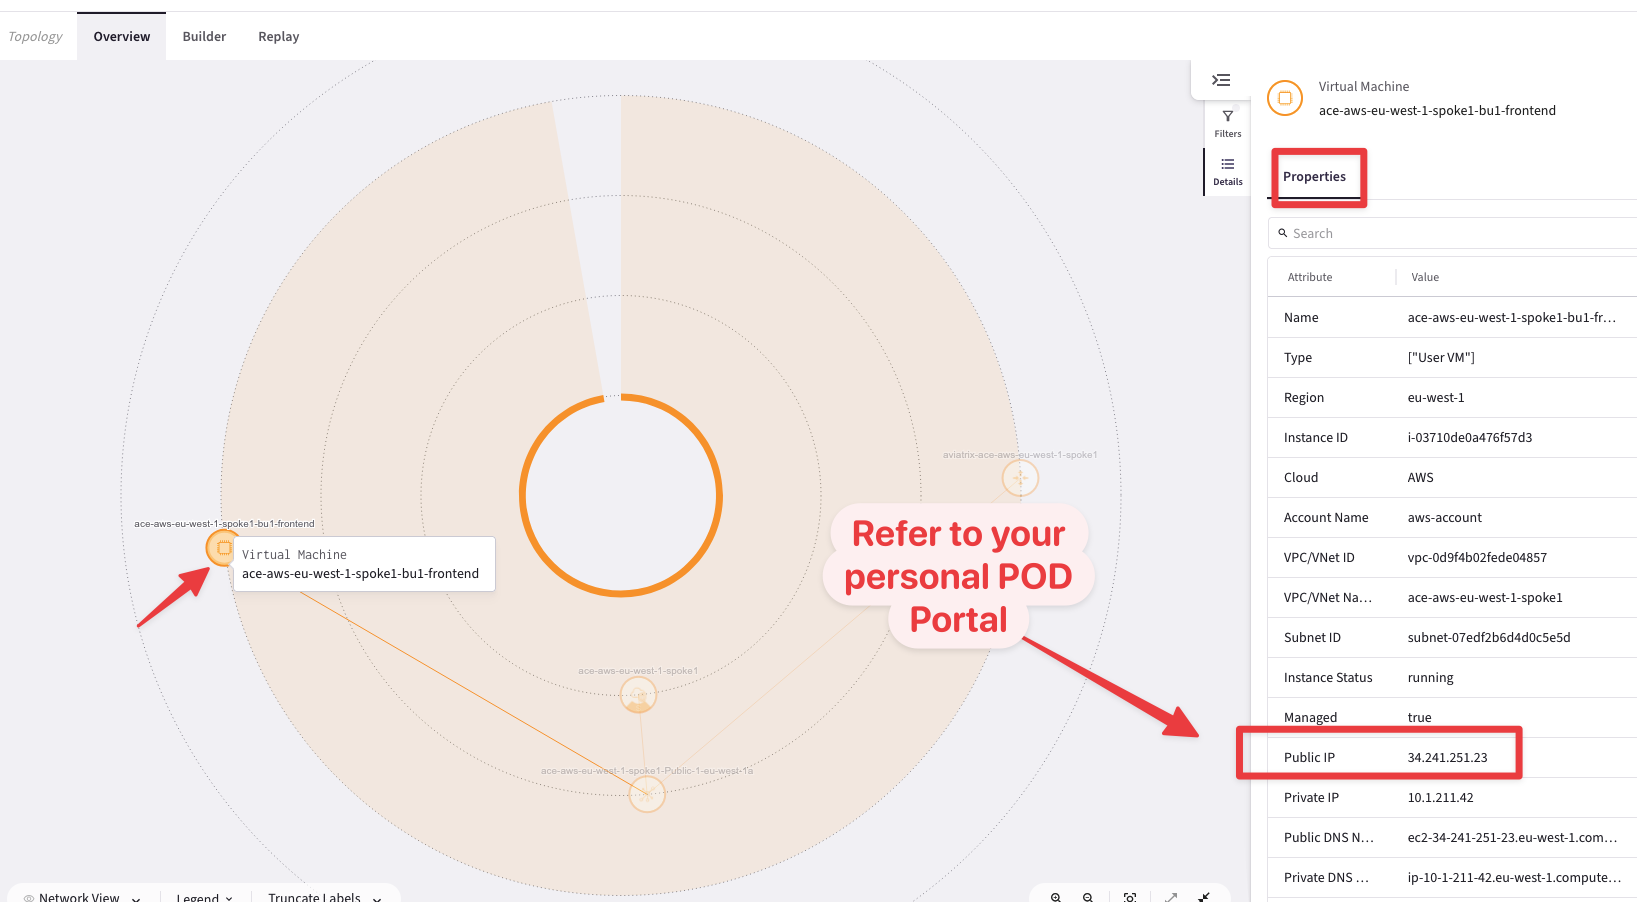 Topology
Overview
Builder
Replay
Filters
Details
Virtual Machine
ace-aws-eu-west-1-spoke1-bu1-frontend
Properties
Search
Attribute Value
Name ace-aws-eu-west-1-spoke1-bu1-fr…
Type ["User VM"]
Region eu-west-1
Instance ID i-03710de0a476f57d3
Cloud AWS
Account Name aws-account
VPC/VNet ID vpc-0d9f4b02fede04857
VPC/VNet Na… ace-aws-eu-west-1-spoke1
Subnet ID subnet-07edf2b6d4d0c5e5d
Instance Status running
Managed true
Public IP 34.241.251.23
Private IP 10.1.211.42
Public DNS N… ec2-34-241-251-23.eu-west-1.com…
Private DNS … ip-10-1-211-42.eu-west-1.compute…
aviatrix-ace-aws-eu-west-1-spoke1
ace-aws-eu-west-1-spoke1-bu1-frontend
Virtual Machine
ace-aws-eu-west-1-spoke1-bu1-frontend
Refer to your
personal POD
Portal
ace-aws-eu-west-1-spoke1
ace-aws-eu-west-1-spoke1-Public-1-eu-west-1a
Network View
Legend
Truncate Labels